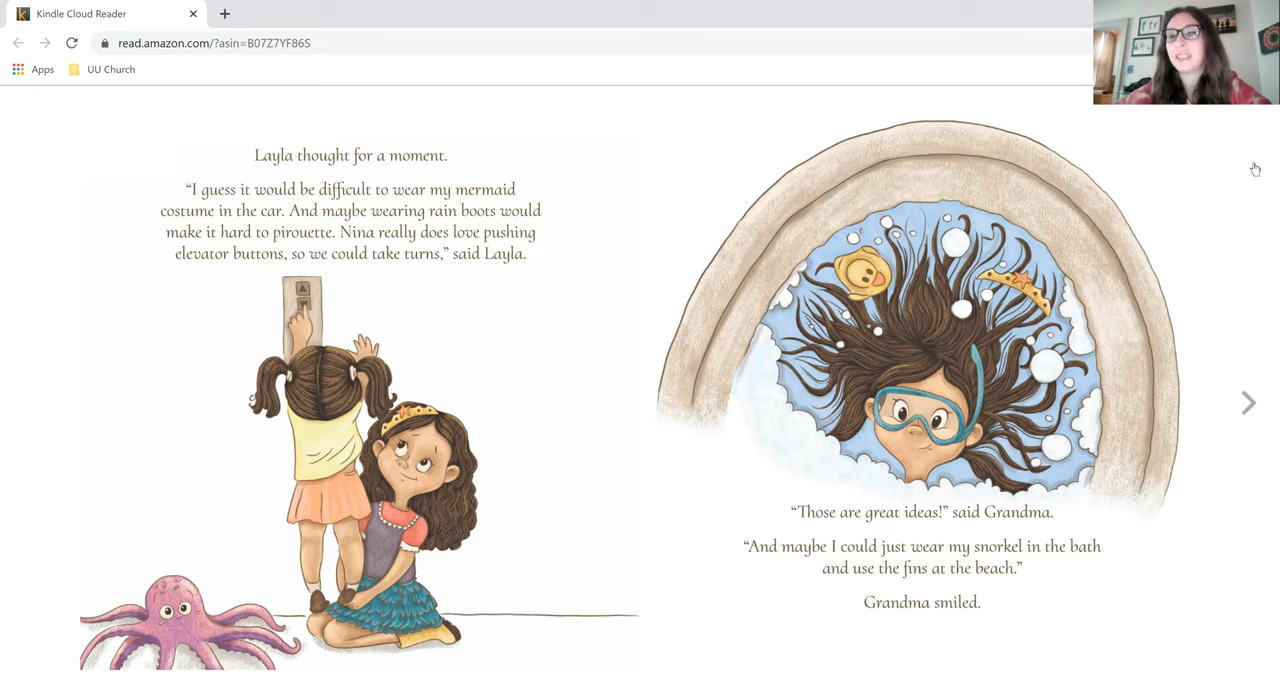 Kindle Cloud Reader
read.amazon.com/?asin=B07Z7YF86S
Apps
UU Church
Layla thought for a moment.
“I guess it would be difficult to wear my mermaid
costume in the car. And maybe wearing rain boots would
make it hard to pirouette. Nina really does love pushing
elevator buttons, so we could take turns,” said Layla.
“Those are great ideas!” said Grandma.
“And maybe I could just wear my snorkel in the bath
and use the fins at the beach.”
Grandma smiled.